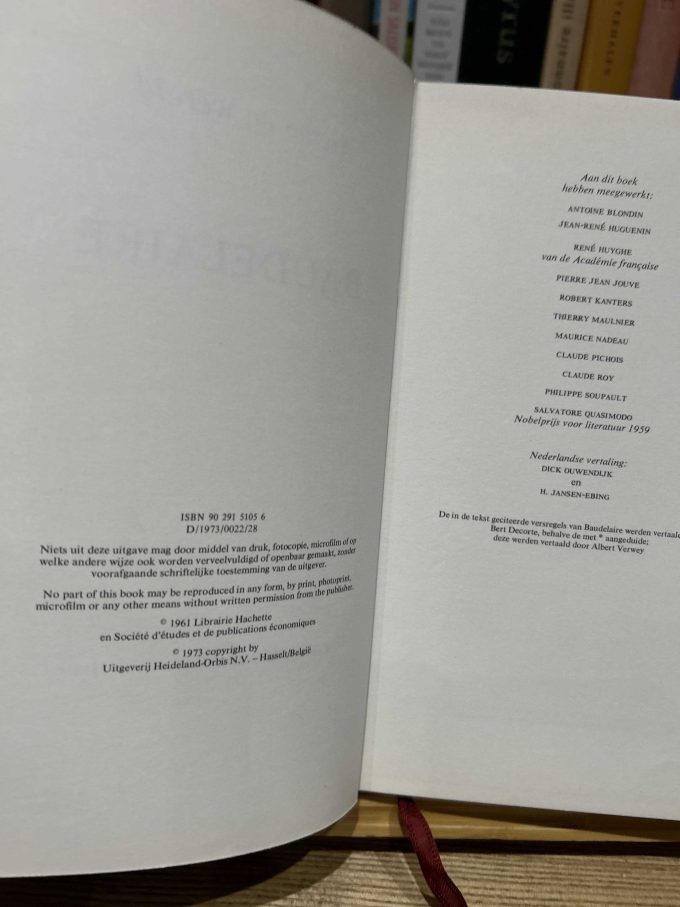 YRUS
ISBN 90 291 5105 6
D/1973/0022/28
Niets uit deze uitgave mag door middel van druk, fotocopie, microfilm of op
welke andere wijze ook worden verveelvuldigd of openbaar gemaakt, zonder
voorafgaande schriftelijke toestemming van de uitgever.
No part of this book may be reproduced in any form, by print, photoprint,
microfilm or any other means without written permission from the publisher.
© 1961 Librairie Hachette
en Société d'études et de publications économiques
© 1973 copyright by
Uitgeverij Heideland-Orbis N.V. – Hasselt/België
Aan dit boek
hebben meegewerkt:
ANTOINE BLONDIN
JEAN-RENÉ HUGUENIN
RENÉ HUYGHE
van de Académie française
PIERRE JEAN JOUVE
ROBERT KANTERS
THIERRY MAULNIER
MAURICE NADEAU
CLAUDE PICHOIS
CLAUDE ROY
PHILIPPE SOUPAULT
SALVATORE QUASIMODO
Nobelprijs voor literatuur 1959
Nederlandse vertaling:
DICK OUWENDIJK
en
H. JANSEN-EBING
De in de tekst geciteerde versregels van Baudelaire werden vertaald
Bert Decorte, behalve de met * aangeduide;
deze werden vertaald door Albert Verwey